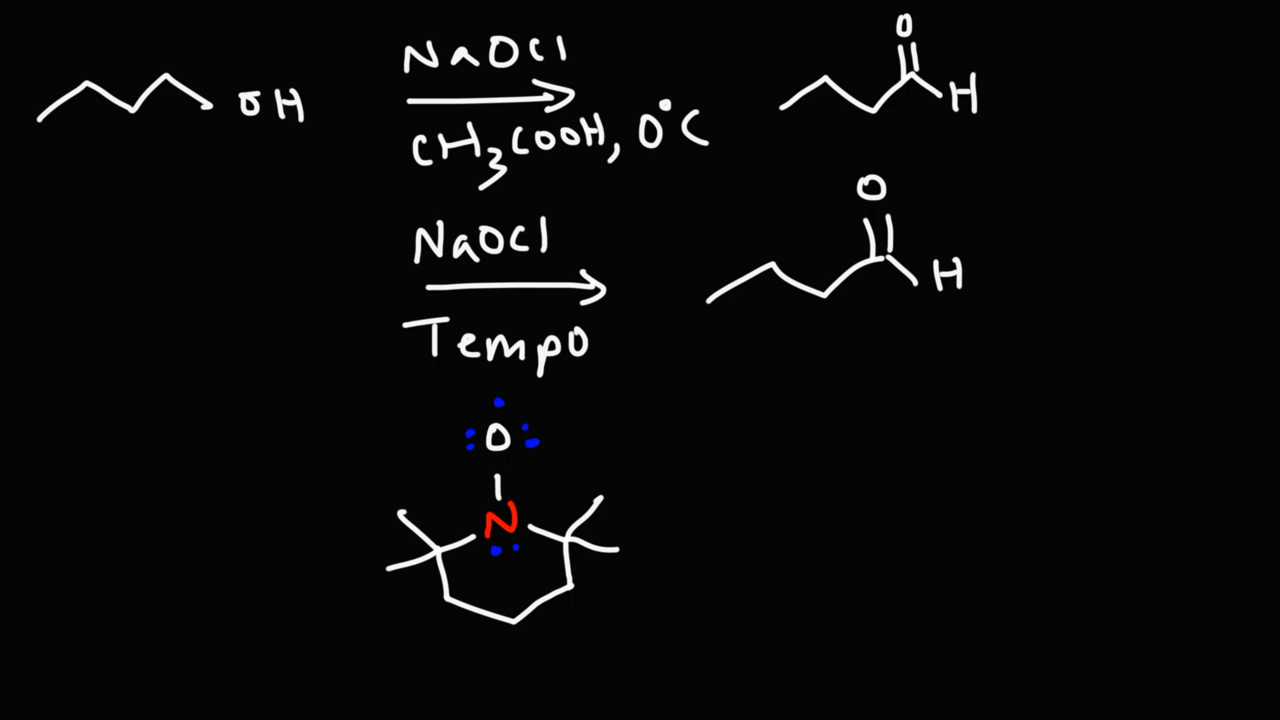 OH NaOCl O H
CH3COOH, 0°C
NaOCl O H
TempO
O
N